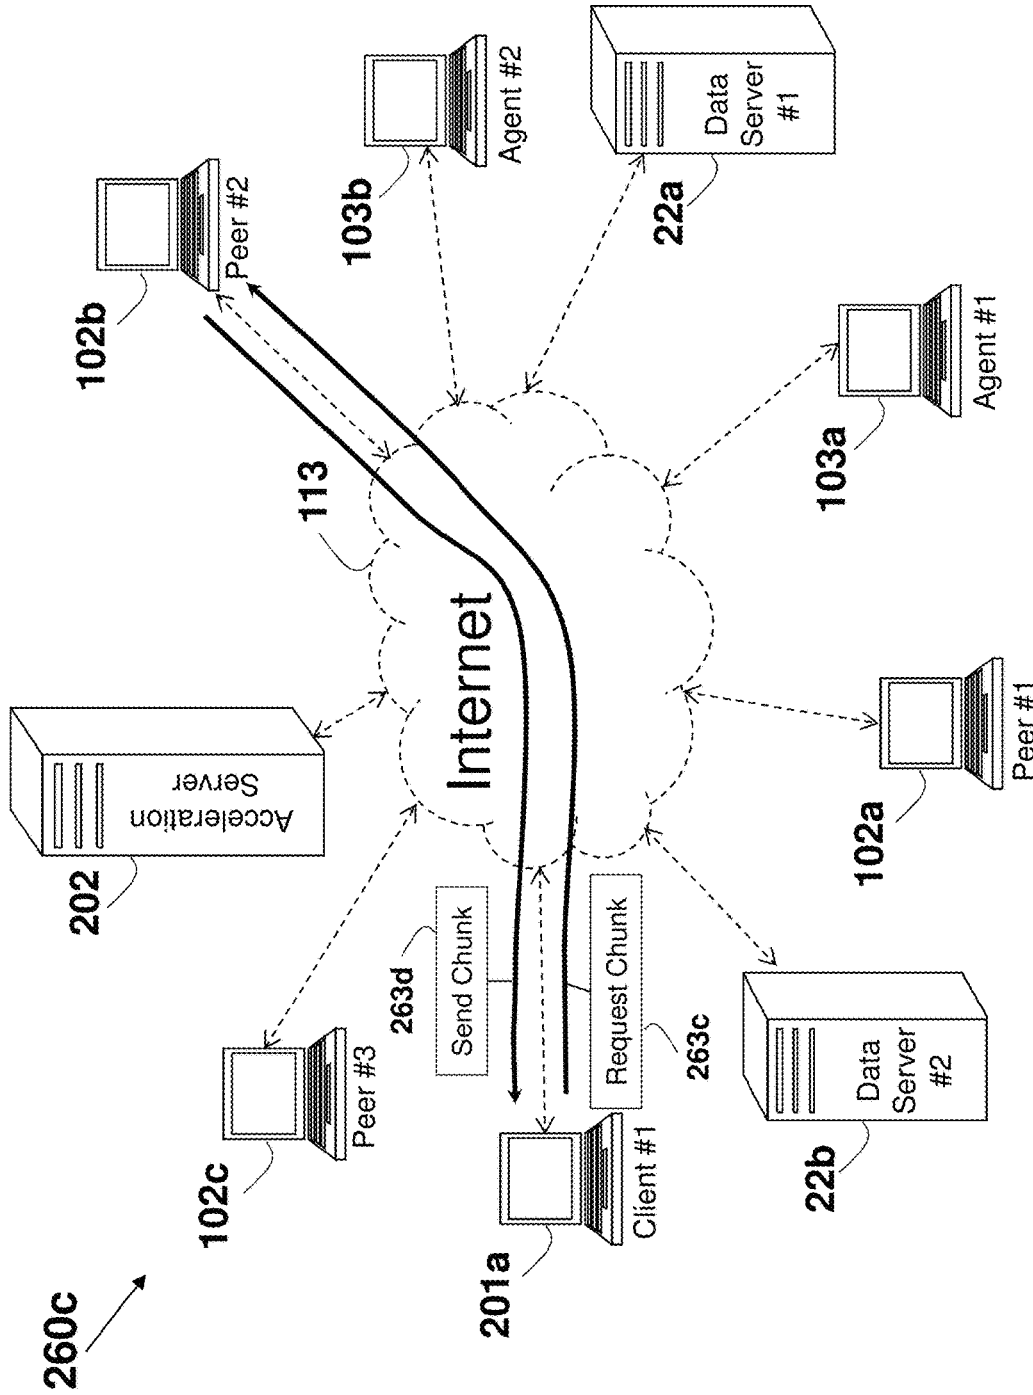 260c
102c
Peer #3
202
Acceleration
Server
102b
Peer #2
113
Internet
103b
Agent #2
201a
Client #1
263d
Send Chunk
Request Chunk
263c
22a
Data
Server
#1
22b
Data
Server
#2
102a
Peer #1
103a
Agent #1